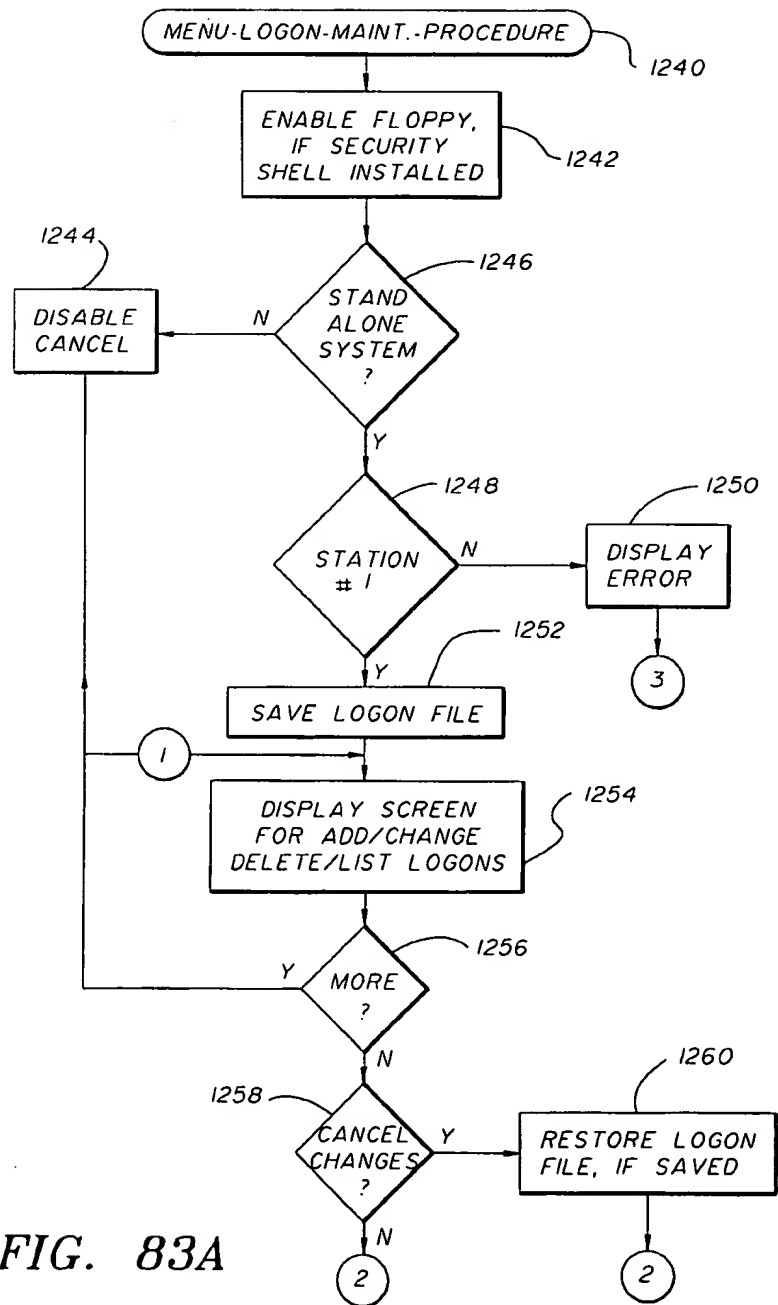 MENU-LOGON-MAINT.-PROCEDURE
1240
ENABLE FLOPPY,
IF SECURITY
SHELL INSTALLED
1242
1244
1246
DISABLE
CANCEL
N
STAND
ALONE
SYSTEM
?
Y
1248
1250
STATION
# 1
N
DISPLAY
ERROR
Y
1252
3
SAVE LOGON FILE
1
1254
DISPLAY SCREEN
FOR ADD/CHANGE
DELETE/LIST LOGONS
1256
Y
MORE
?
N
1258
1260
CANCEL
CHANGES
?
Y
RESTORE LOGON
FILE, IF SAVED
N
2
2
FIG. 83A